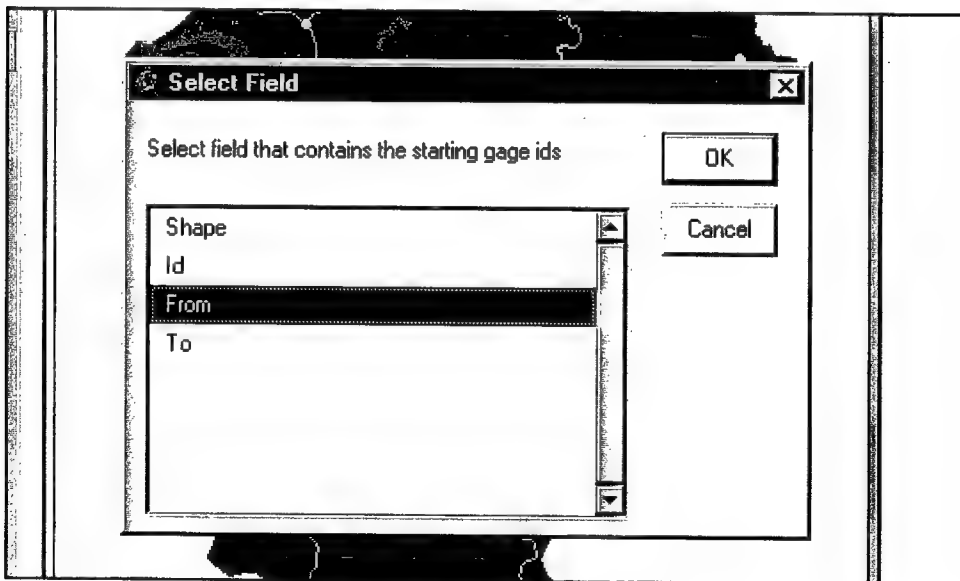 Select Field
Select field that contains the starting gage ids
OK
Cancel
Shape
Id
From
To